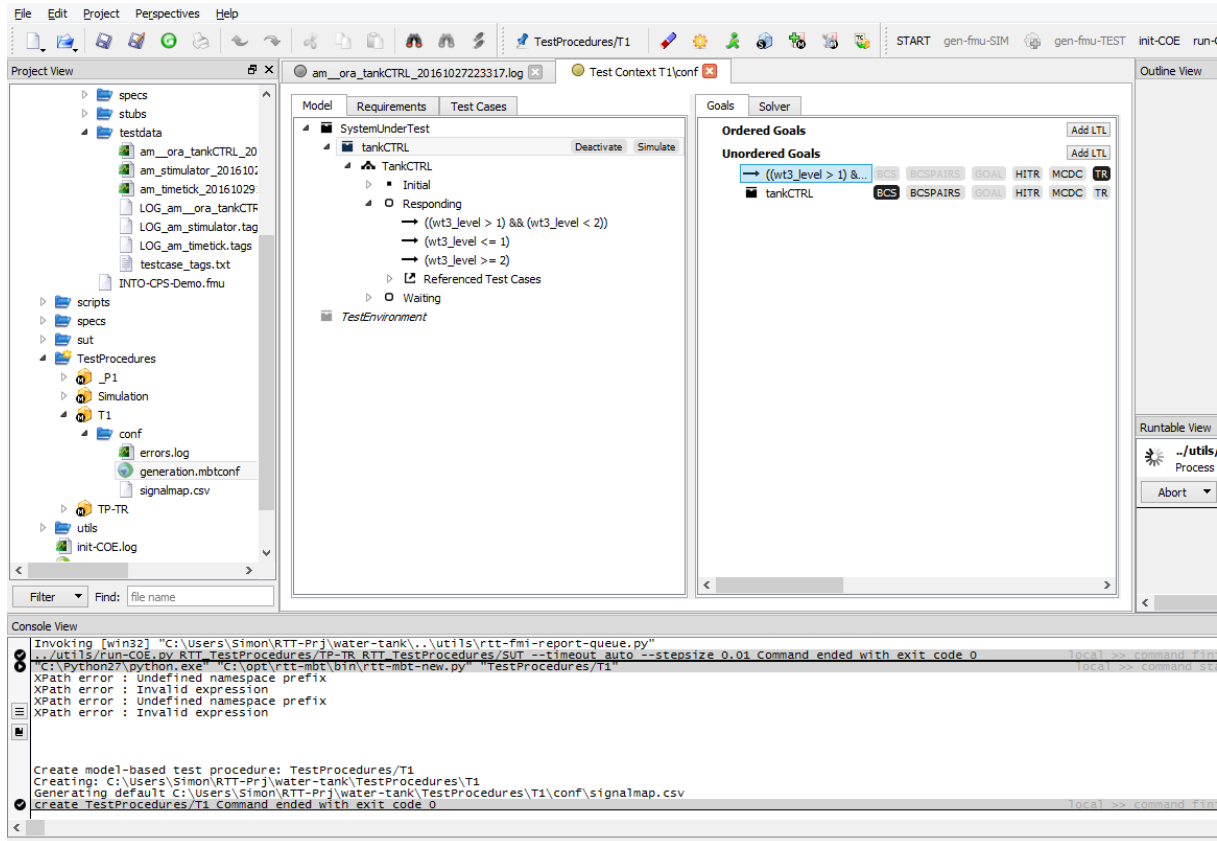 File Edit Project Perspectives Help
TestProcedures/T1 START gen-fmu-SIM gen-fmu-TEST init-COE run-
Project View
am__ora_tankCTRL_20161027223317.log
Test Context T1\conf
Outline View
specs
stubs
testdata
am__ora_tankCTRL_20
am_stimulator_201610
am_timetick_20161029
LOG_am__ora_tankCTR
LOG_am_stimulator.tag
LOG_am_timetick.tags
testcase_tags.txt
INTO-CPS-Demo.fmu
scripts
specs
sut
TestProcedures
_P1
Simulation
T1
conf
errors.log
generation.mbtconf
signalmap.csv
TP-TR
utils
init-COE.log
Filter Find: file name
Model Requirements Test Cases
SystemUnderTest
tankCTRL Deactivate Simulate
TankCTRL
Initial
Responding
((wt3_level > 1) && (wt3_level < 2))
(wt3_level <= 1)
(wt3_level >= 2)
Referenced Test Cases
Waiting
TestEnvironment
Goals Solver
Ordered Goals Add LTL
Unordered Goals Add LTL
((wt3_level > 1) &... BCS BCSPAIRS GOAL HITR MCDC TR
tankCTRL BCS BCSPAIRS GOAL HITR MCDC TR
Runtable View
../utils/
Process
Abort
Console View
Invoking [win32] "C:\Users\Simon\RTT-Prj\water-tank\..\utils\rtt-fmi-report-queue.py"
../utils/run-COE.py RTT_TestProcedures/TP-TR RTT_TestProcedures/SUT --timeout auto --stepsize 0.01 Command ended with exit code 0 local >> command fin
"C:\Python27\python.exe" "C:\opt\rtt-mbt\bin\rtt-mbt-new.py" "TestProcedures/T1" local >> command sta
XPath error : Undefined namespace prefix
XPath error : Invalid expression
XPath error : Undefined namespace prefix
XPath error : Invalid expression
Create model-based test procedure: TestProcedures/T1
Creating: C:\Users\Simon\RTT-Prj\water-tank\TestProcedures\T1
Generating default C:\Users\Simon\RTT-Prj\water-tank\TestProcedures\T1\conf\signalmap.csv
create TestProcedures/T1 Command ended with exit code 0 local >> command fin